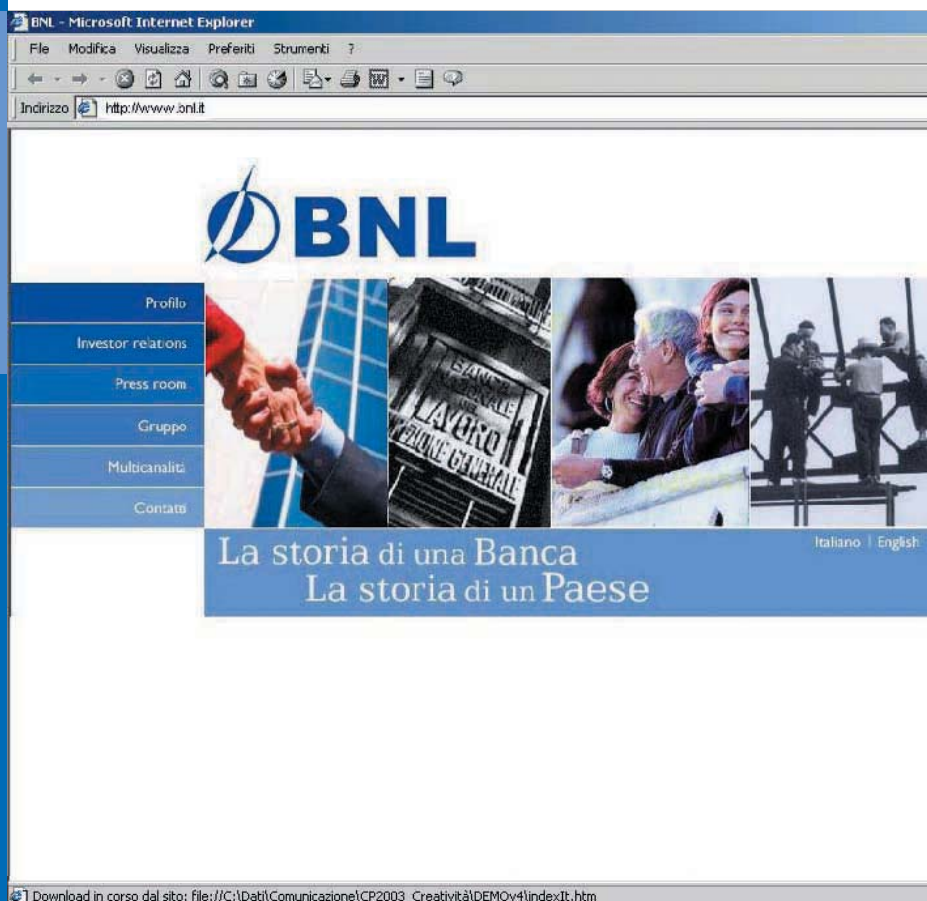 BNL - Microsoft Internet Explorer
File Modifica Visualizza Preferiti Strumenti ?
Indirizzo http://www.bnl.it
BNL
Profilo
Investor relations
Press room
Gruppo
Multicanalità
Contatti
BANCA
NAZIONALE
DEL
LAVORO
DIREZIONE GENERALE
Italiano | English
La storia di una Banca
La storia di un Paese
Download in corso dal sito: file://C:\Dati\Comunicazione\CP2003_Creatività\DEMOv4\indexIt.htm